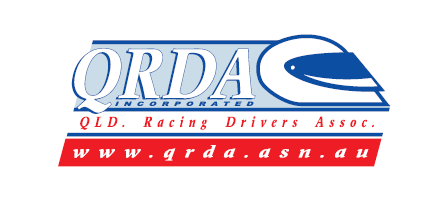 QRDA
INCORPORATED
QLD. Racing Drivers Assoc.
www.qrda.asn.au